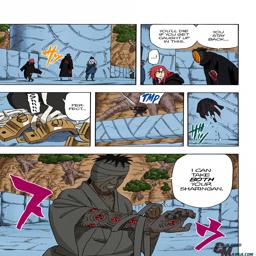 YOU'LL DIE
IF YOU GET
CAUGHT UP
IN THIS.
STAY
BACK...
...!
TMP
PER-
FECT...
I CAN
TAKE
BOTH
YOUR
SHARINGAN.